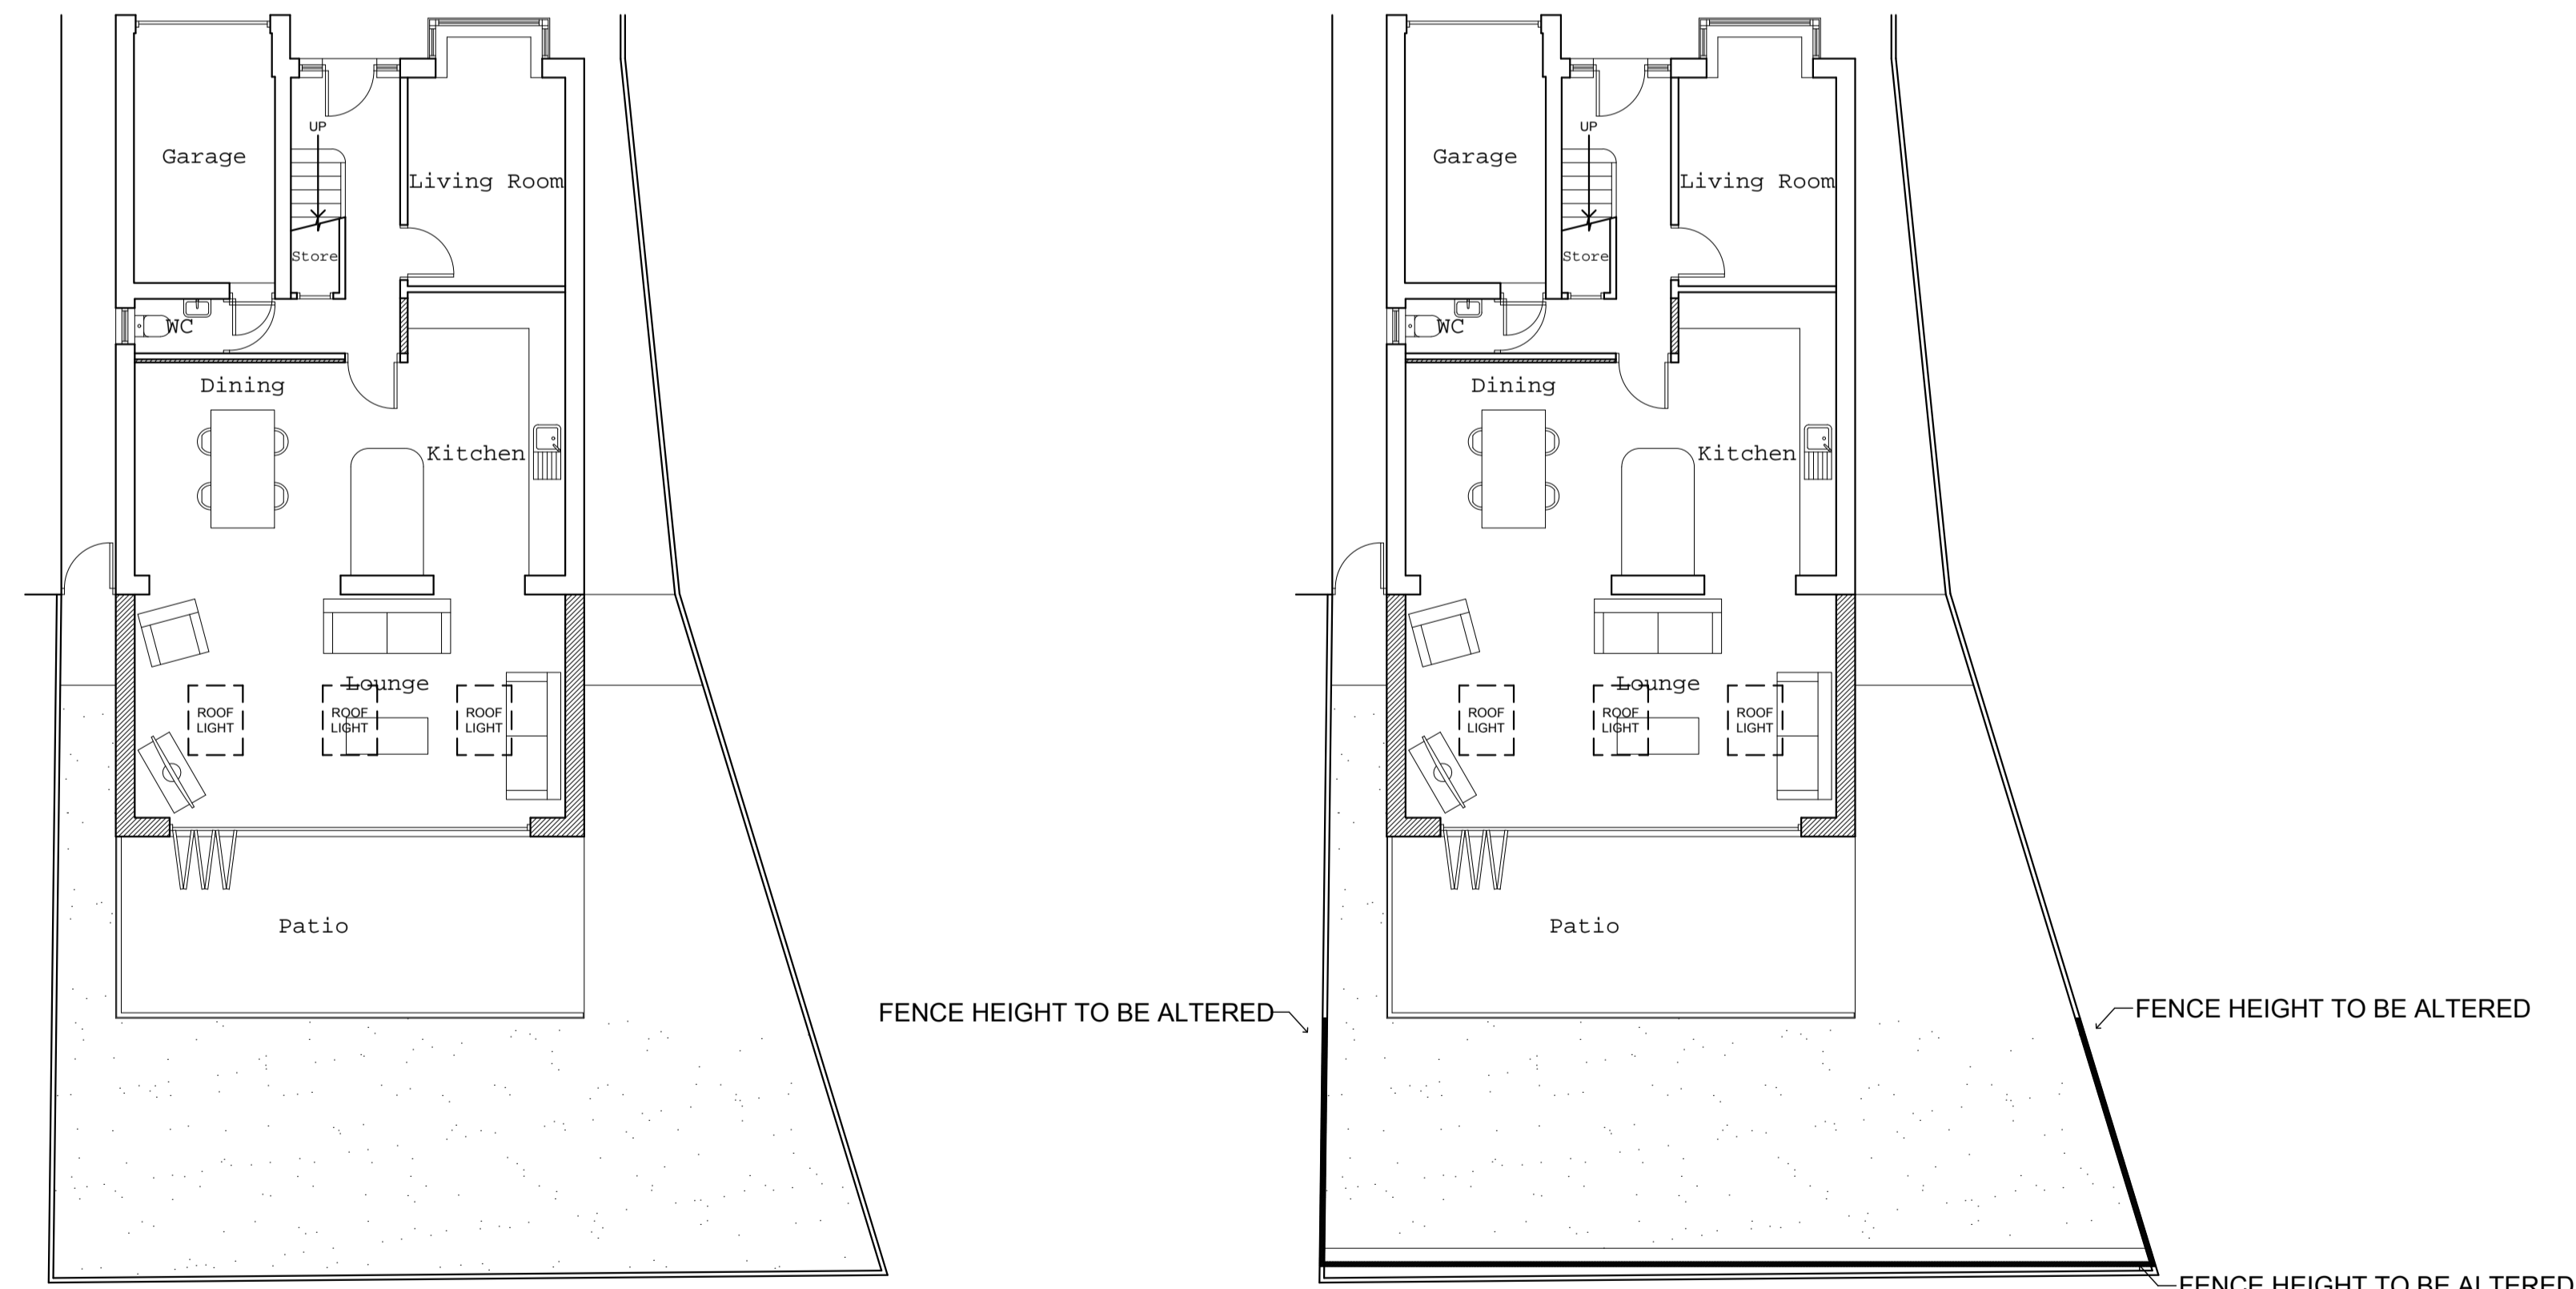 UP
Garage
Living Room
Store
WC
Dining
Kitchen
Lounge
ROOF
LIGHT
ROOF
LIGHT
ROOF
LIGHT
Patio
UP
Garage
Living Room
Store
WC
Dining
Kitchen
Lounge
ROOF
LIGHT
ROOF
LIGHT
ROOF
LIGHT
Patio
FENCE HEIGHT TO BE ALTERED
FENCE HEIGHT TO BE ALTERED
FENCE HEIGHT TO BE ALTERED